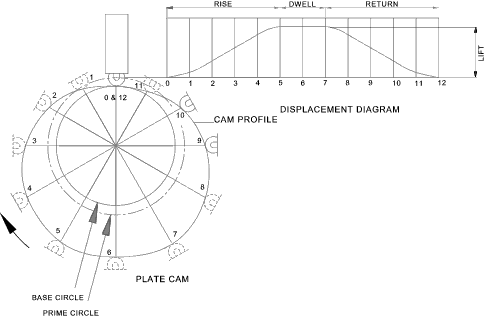 RISE DWELL RETURN
LIFT
0 1 2 3 4 5 6 7 8 9 10 11 12
DISPLACEMENT DIAGRAM
1 11
2 0 & 12 10
CAM PROFILE
3 9
4 8
5 7
6
PLATE CAM
BASE CIRCLE
PRIME CIRCLE